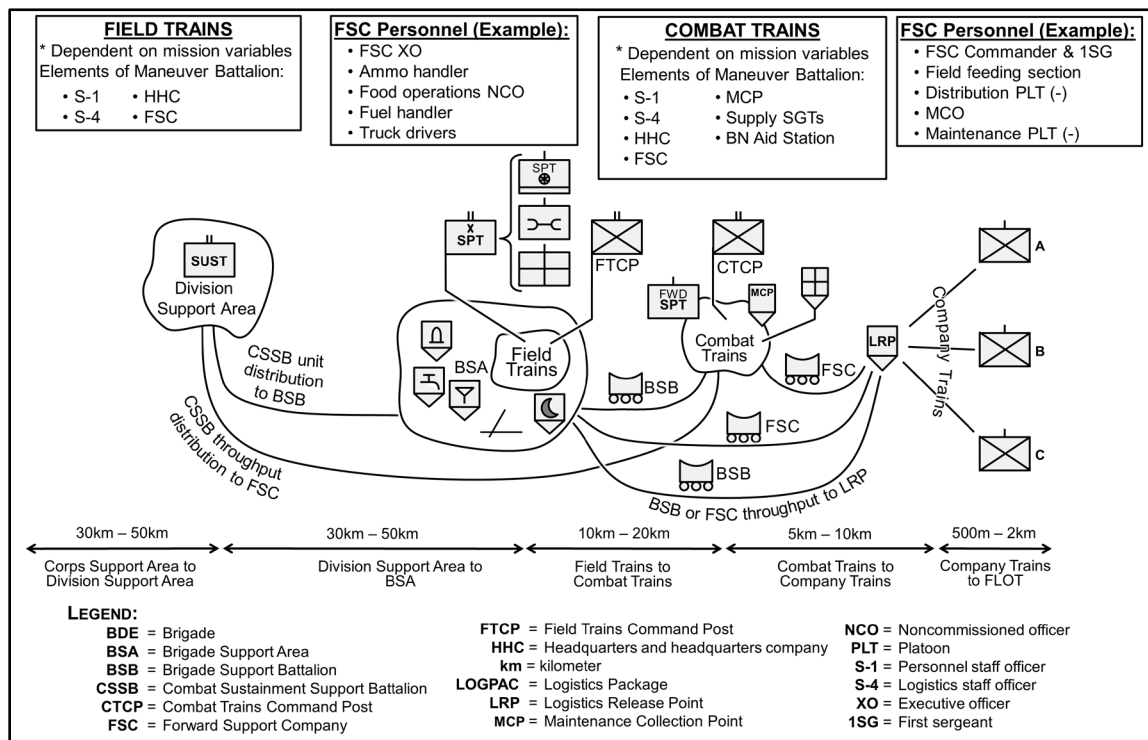 FIELD TRAINS
* Dependent on mission variables
Elements of Maneuver Battalion:
• S-1 • HHC
• S-4 • FSC
FSC Personnel (Example):
• FSC XO
• Ammo handler
• Food operations NCO
• Fuel handler
• Truck drivers
COMBAT TRAINS
* Dependent on mission variables
Elements of Maneuver Battalion:
• S-1 • MCP
• S-4 • Supply SGTs
• HHC • BN Aid Station
• FSC
FSC Personnel (Example):
• FSC Commander & 1SG
• Field feeding section
• Distribution PLT (-)
• MCO
• Maintenance PLT (-)
SUST
Division
Support Area
X
SPT
SPT
FTCP
CTCP
FWD
SPT
MCP
Combat
Trains
BSA
Field
Trains
LRP
A
B
C
Company Trains
CSSB unit
distribution
to BSB
CSSB throughput
distribution to FSC
BSB
FSC
FSC
BSB
BSB or FSC throughput to LRP
30km – 50km
30km – 50km
10km – 20km
5km – 10km
500m – 2km
Corps Support Area to
Division Support Area
Division Support Area to
BSA
Field Trains to
Combat Trains
Combat Trains to
Company Trains
Company Trains
to FLOT
LEGEND:
BDE = Brigade
BSA = Brigade Support Area
BSB = Brigade Support Battalion
CSSB = Combat Sustainment Support Battalion
CTCP = Combat Trains Command Post
FSC = Forward Support Company
FTCP = Field Trains Command Post
HHC = Headquarters and headquarters company
km = kilometer
LOGPAC = Logistics Package
LRP = Logistics Release Point
MCP = Maintenance Collection Point
NCO = Noncommissioned officer
PLT = Platoon
S-1 = Personnel staff officer
S-4 = Logistics staff officer
XO = Executive officer
1SG = First sergeant